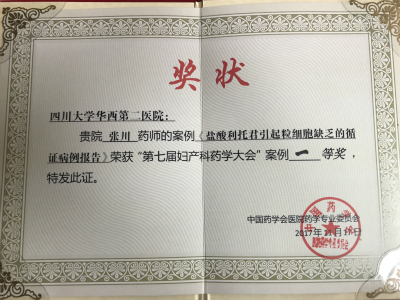 奖状
四川大学华西第二医院:
贵院 张川 药师的案例《盐酸利托君引起粒细胞缺乏的循
证病例报告》荣获“第七届妇产科药学大会”案例 一 等奖，
特发此证。
中国药学会医院药学专业委员会